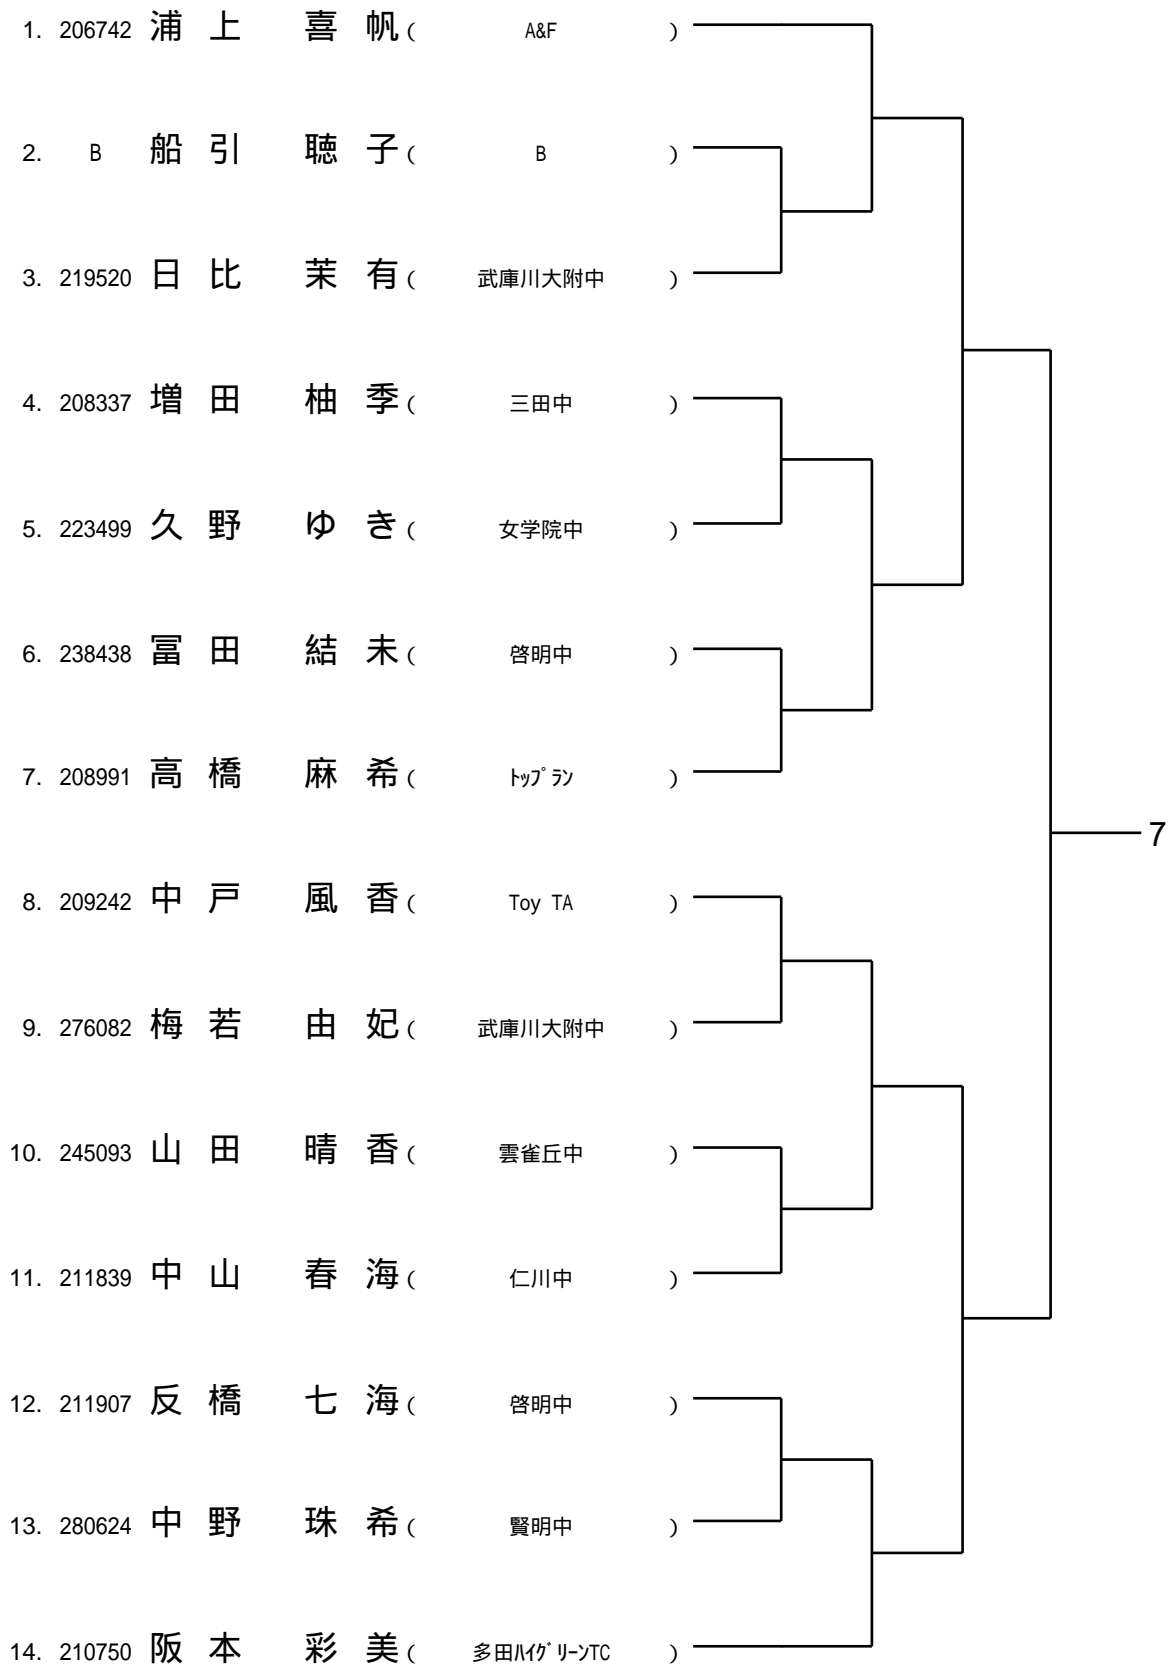 1. 206742 浦上 喜帆( A&F )
2. B 船引 聴子( B )
3. 219520 日比 茉有( 武庫川大附中 )
4. 208337 増田 柚季( 三田中 )
5. 223499 久野 ゆき( 女学院中 )
6. 238438 冨田 結未( 啓明中 )
7. 208991 高橋 麻希( ﾄｯﾌﾟﾗﾝ )
7
8. 209242 中戸 風香( Toy TA )
9. 276082 梅若 由妃( 武庫川大附中 )
10. 245093 山田 晴香( 雲雀丘中 )
11. 211839 中山 春海( 仁川中 )
12. 211907 反橋 七海( 啓明中 )
13. 280624 中野 珠希( 賢明中 )
14. 210750 阪本 彩美( 多田ﾊｲｸﾞﾘｰﾝTC )